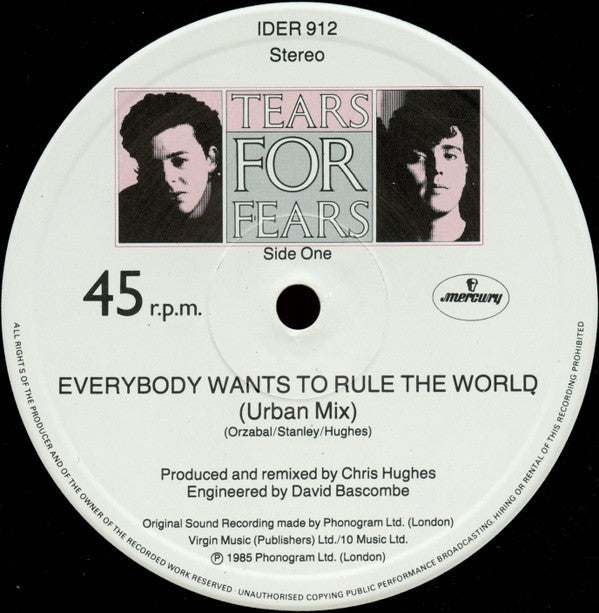 IDER 912
Stereo
TEARS
FOR
FEARS
Side One
45 r.p.m.
mercury
EVERYBODY WANTS TO RULE THE WORLD
(Urban Mix)
(Orzabal/Stanley/Hughes)
Produced and remixed by Chris Hughes
Engineered by David Bascombe
Original Sound Recording made by Phonogram Ltd. (London)
Virgin Music (Publishers) Ltd./10 Music Ltd.
℗ 1985 Phonogram Ltd. (London)
ALL RIGHTS OF THE PRODUCER AND OF THE OWNER OF THE RECORDED WORK RESERVED · UNAUTHORISED COPYING PUBLIC PERFORMANCE BROADCASTING, HIRING OR RENTAL OF THIS RECORDING PROHIBITED